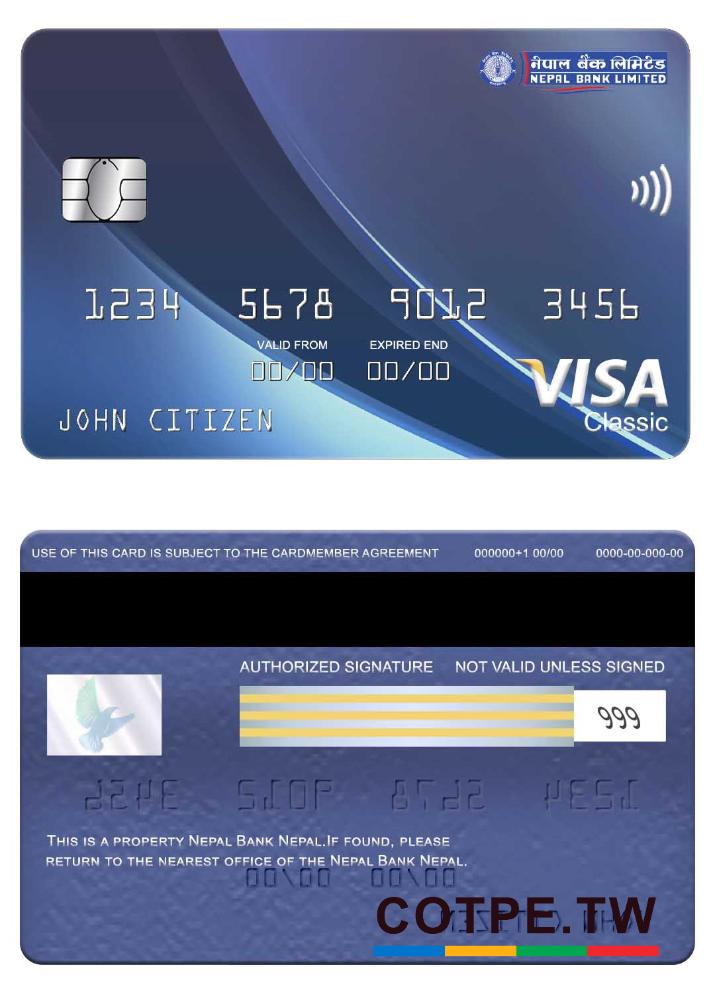 नेपाल बैंक लिमिटेड
NEPAL BANK LIMITED
1234 5678 9012 3456
VALID FROM EXPIRED END
00/00 00/00
VISA
JOHN CITIZEN
Classic
USE OF THIS CARD IS SUBJECT TO THE CARDMEMBER AGREEMENT 000000+1 00/00 0000-00-000-00
AUTHORIZED SIGNATURE NOT VALID UNLESS SIGNED
999
THIS IS A PROPERTY NEPAL BANK NEPAL.IF FOUND, PLEASE
RETURN TO THE NEAREST OFFICE OF THE NEPAL BANK NEPAL.
00/00 00/00
COTPE.TW